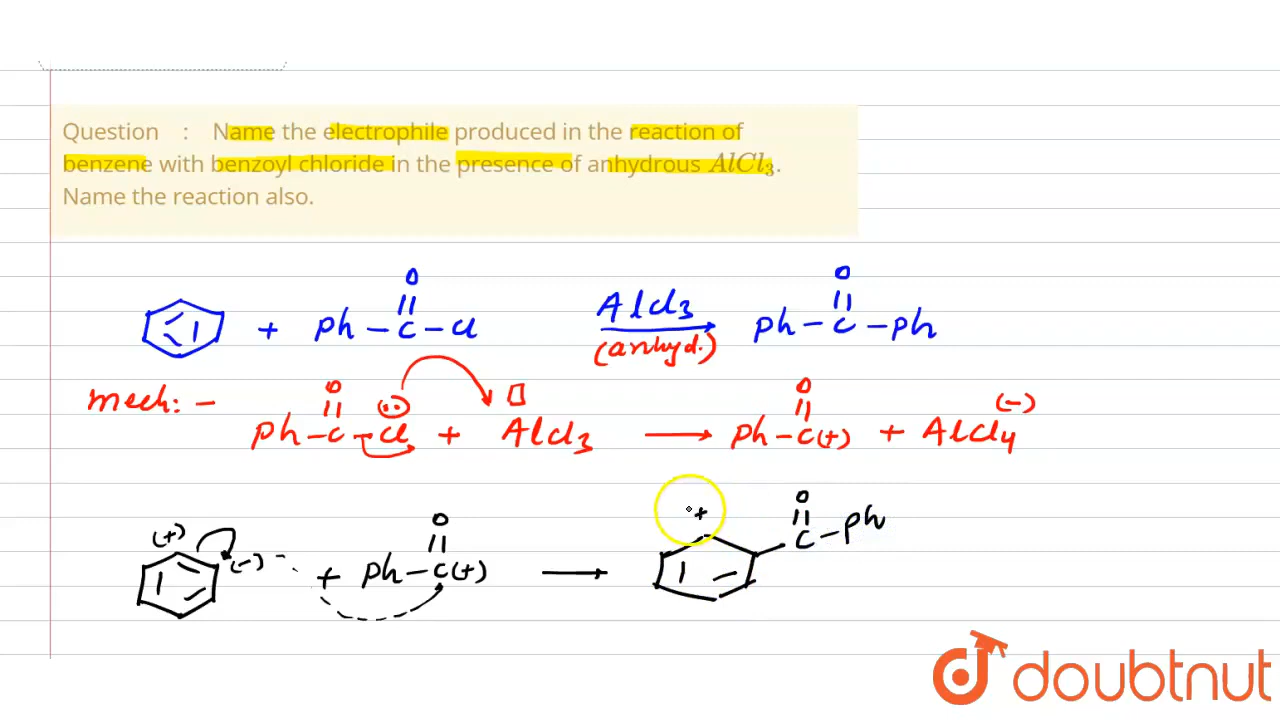 Question : Name the electrophile produced in the reaction of
benzene with benzoyl chloride in the presence of anhydrous AlCl₃.
Name the reaction also.
O
+ Ph – C – Cl AlCl3 (anhyd.) → Ph – C – Ph
O
Mech: –
O O
Ph – C – Cl + AlCl3 → Ph – C(+) + AlCl4 (–)
O
O
(+) (–) + Ph – C(+) → + C – Ph
doubtnut